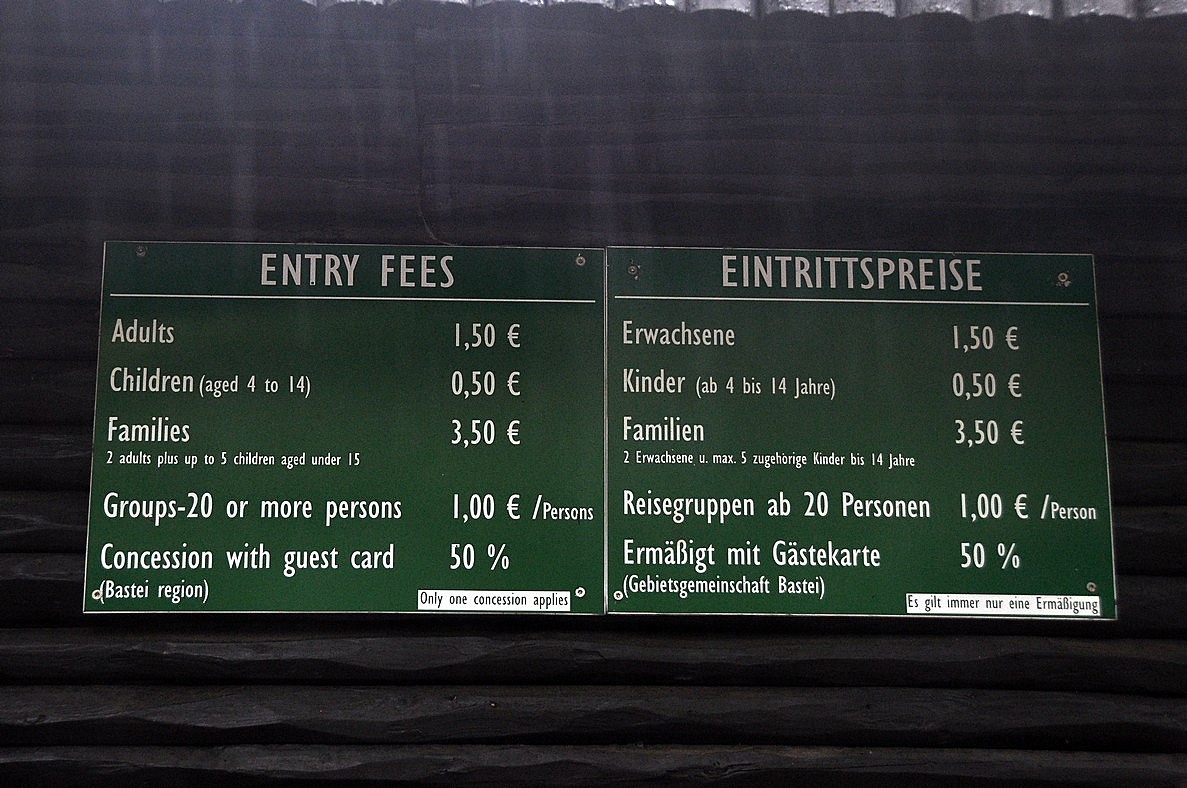 ENTRY FEES
Adults 1,50 €
Children (aged 4 to 14) 0,50 €
Families 3,50 €
2 adults plus up to 5 children aged under 15
Groups-20 or more persons 1,00 € /Persons
Concession with guest card 50 %
(Bastei region)
Only one concession applies
EINTRITTSPREISE
Erwachsene 1,50 €
Kinder (ab 4 bis 14 Jahre) 0,50 €
Familien 3,50 €
2 Erwachsene u. max. 5 zugehörige Kinder bis 14 Jahre
Reisegruppen ab 20 Personen 1,00 € /Person
Ermäßigt mit Gästekarte 50 %
(Gebietsgemeinschaft Bastei)
Es gilt immer nur eine Ermäßigung